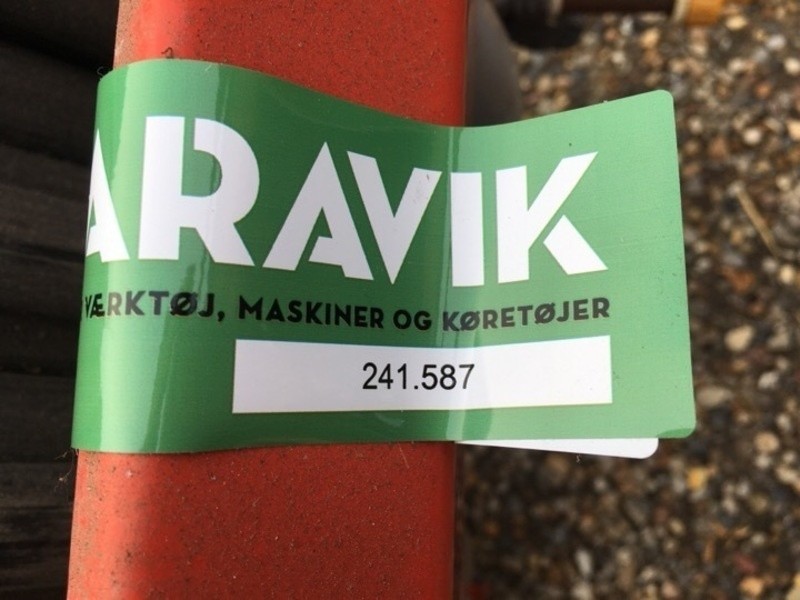 ARAVIK
VÆRKTØJ, MASKINER OG KØRETØJER
241.587